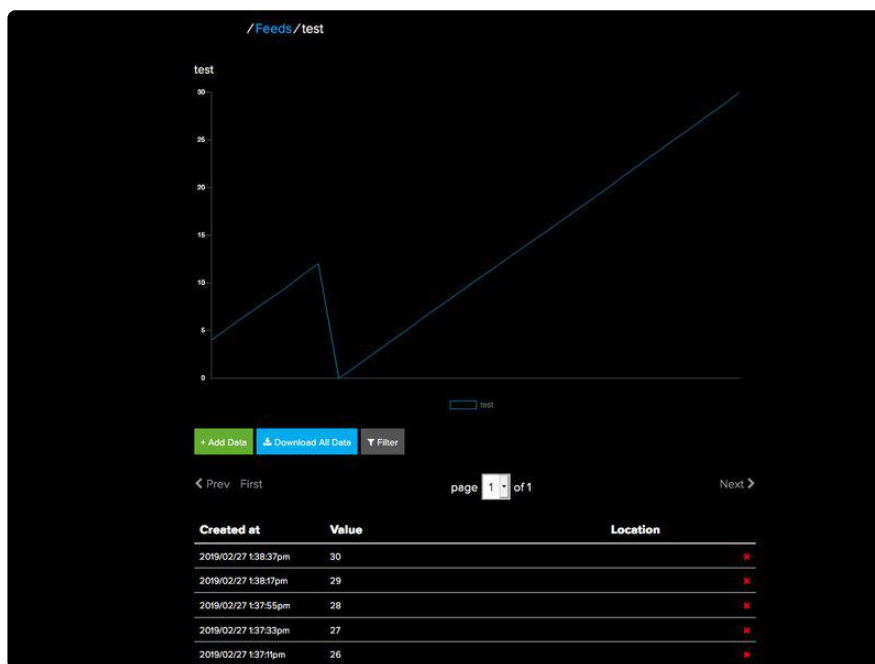 /Feeds/test
test
30
25
20
15
10
5
0
test
+ Add Data Download All Data Filter
Prev First page 1 of 1 Next
Created at Value Location
2019/02/27 1:38:37pm 30
2019/02/27 1:38:17pm 29
2019/02/27 1:37:55pm 28
2019/02/27 1:37:33pm 27
2019/02/27 1:37:11pm 26